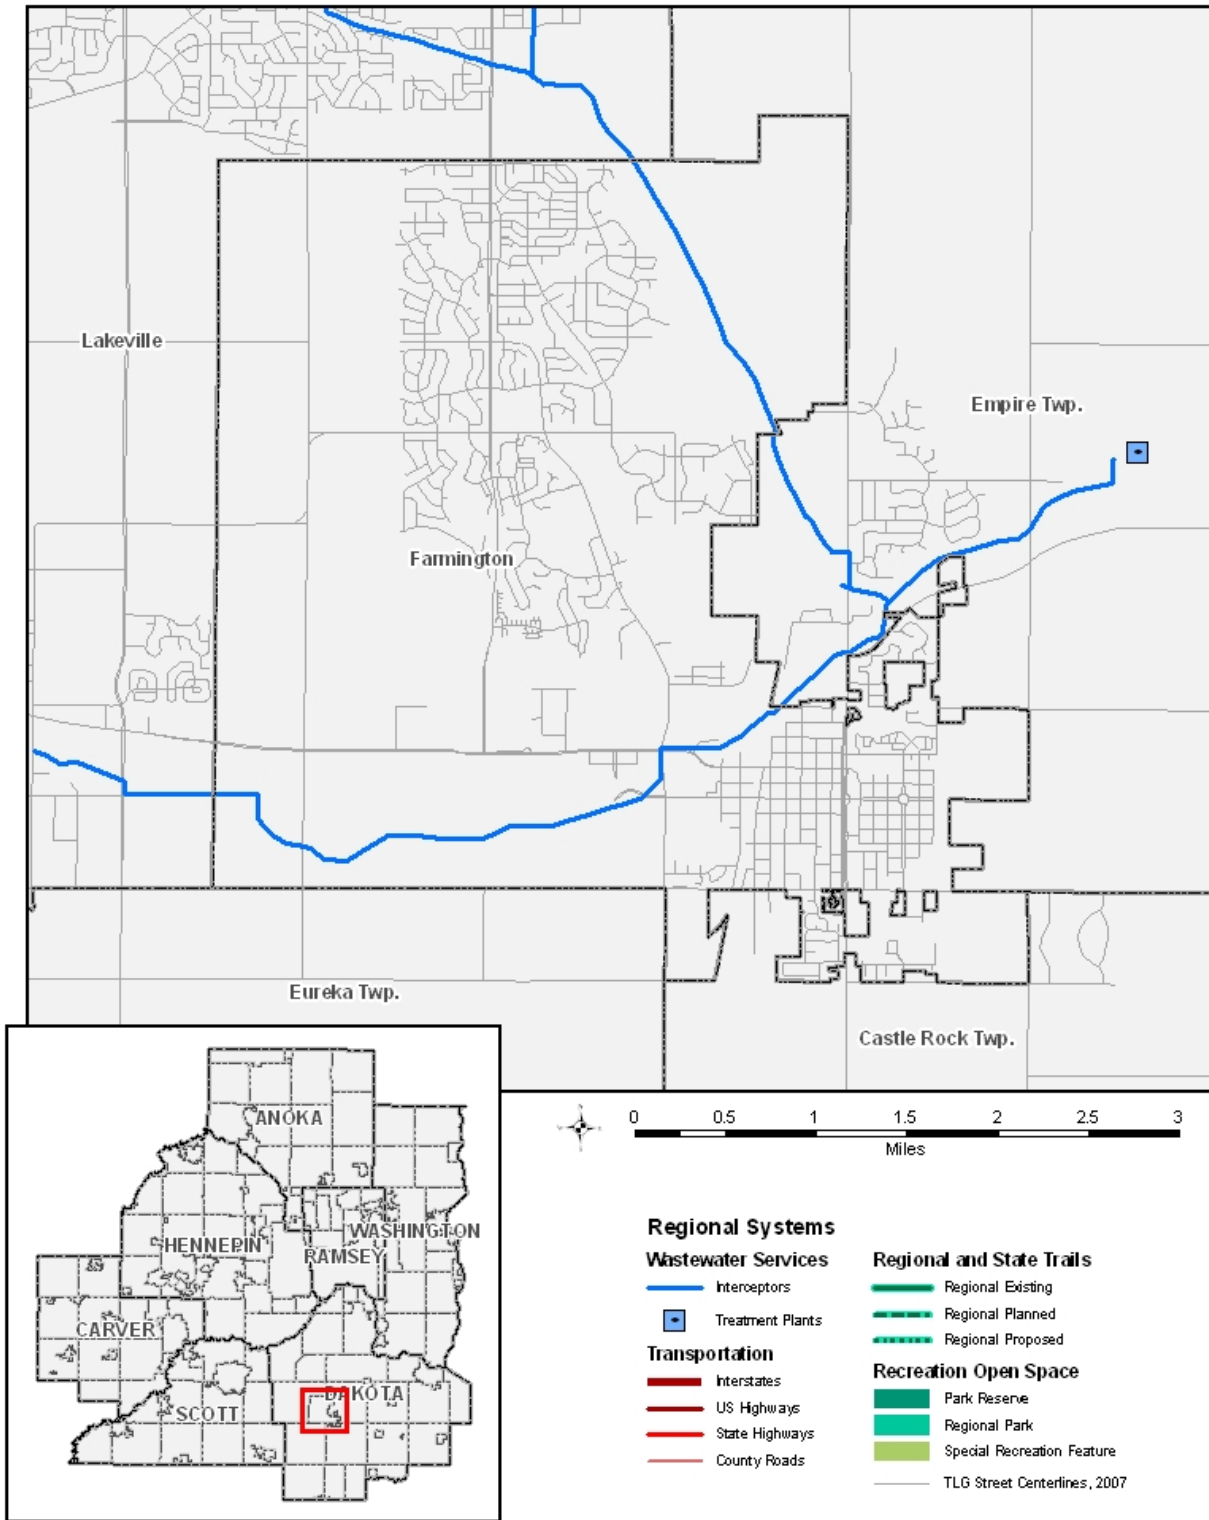 Lakeville
Empire Twp.
Farmington
Eureka Twp.
Castle Rock Twp.
ANOKA
WASHINGTON
HENNEPIN
RAMSEY
CARVER
DAKOTA
SCOTT
0 0.5 1 1.5 2 2.5 3
Miles
Regional Systems
Wastewater Services
Interceptors
Treatment Plants
Transportation
Interstates
US Highways
State Highways
County Roads
Regional and State Trails
Regional Existing
Regional Planned
Regional Proposed
Recreation Open Space
Park Reserve
Regional Park
Special Recreation Feature
TLG Street Centerlines, 2007